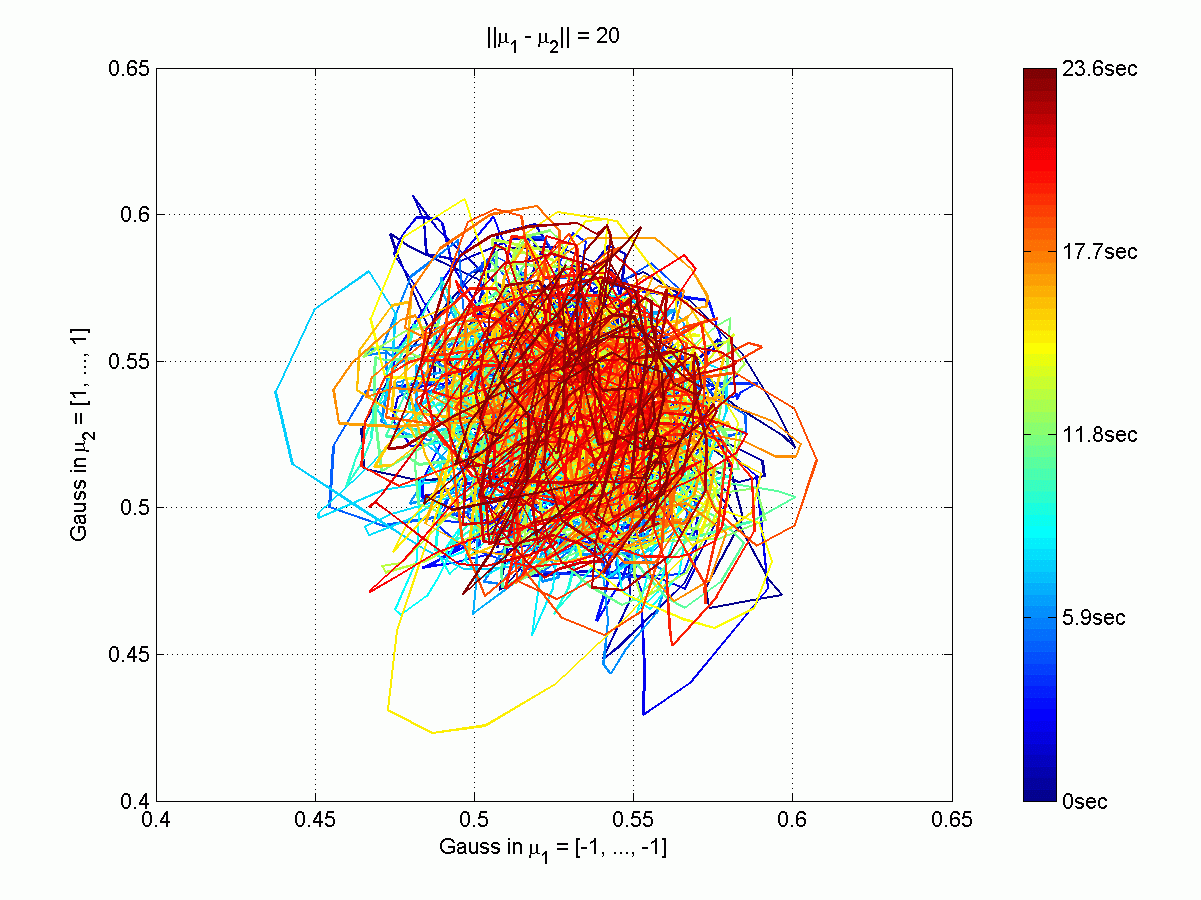 ||μ1 - μ2|| = 20
0.65
0.6
0.55
0.5
0.45
0.4
Gauss in μ2 = [1, ..., 1]
0.4 0.45 0.5 0.55 0.6 0.65
Gauss in μ1 = [-1, ..., -1]
23.6sec
17.7sec
11.8sec
5.9sec
0sec